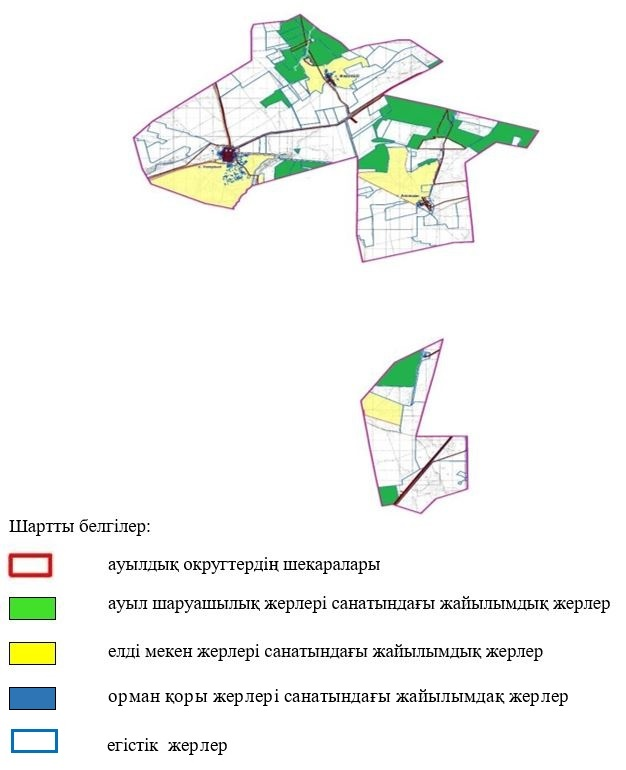 Шартты белгілер:
ауылдық округтердің шекаралары
ауыл шаруашылық жерлері санатындағы жайылымдық жерлер
елді мекен жерлері санатындағы жайылымдық жерлер
орман қоры жерлері санатындағы жайылымдақ жерлер
егістік жерлер